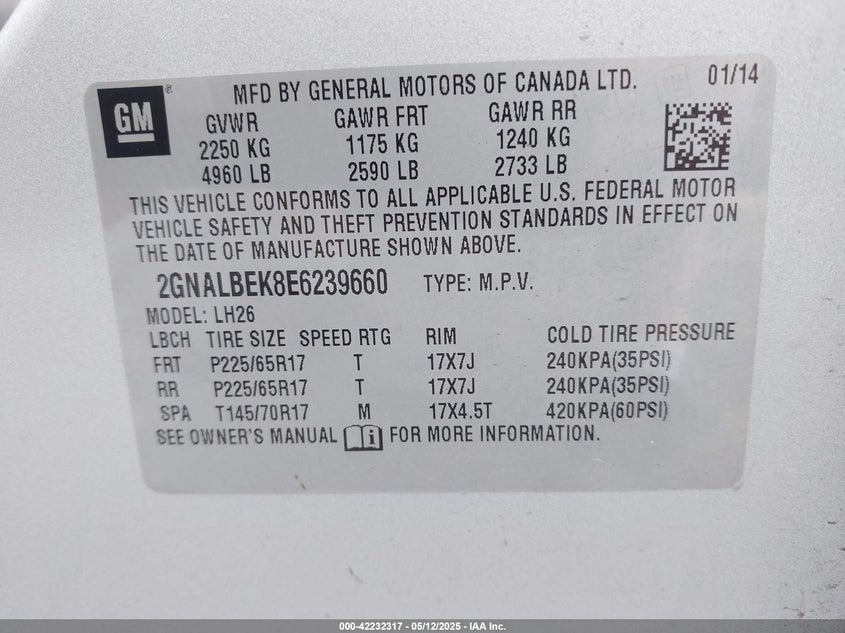 GM ® MFD BY GENERAL MOTORS OF CANADA LTD. 01/14
GVWR GAWR FRT GAWR RR
2250 KG 1175 KG 1240 KG
4960 LB 2590 LB 2733 LB
THIS VEHICLE CONFORMS TO ALL APPLICABLE U.S. FEDERAL MOTOR
VEHICLE SAFETY AND THEFT PREVENTION STANDARDS IN EFFECT ON
THE DATE OF MANUFACTURE SHOWN ABOVE.
2GNALBEK8E6239660 TYPE: M.P.V.
MODEL: LH26
LBCH TIRE SIZE SPEED RTG RIM COLD TIRE PRESSURE
FRT P225/65R17 T 17X7J 240KPA(35PSI)
RR P225/65R17 T 17X7J 240KPA(35PSI)
SPA T145/70R17 M 17X4.5T 420KPA(60PSI)
SEE OWNER'S MANUAL i FOR MORE INFORMATION.
000-42232317 - 05/12/2025 - IAA Inc.